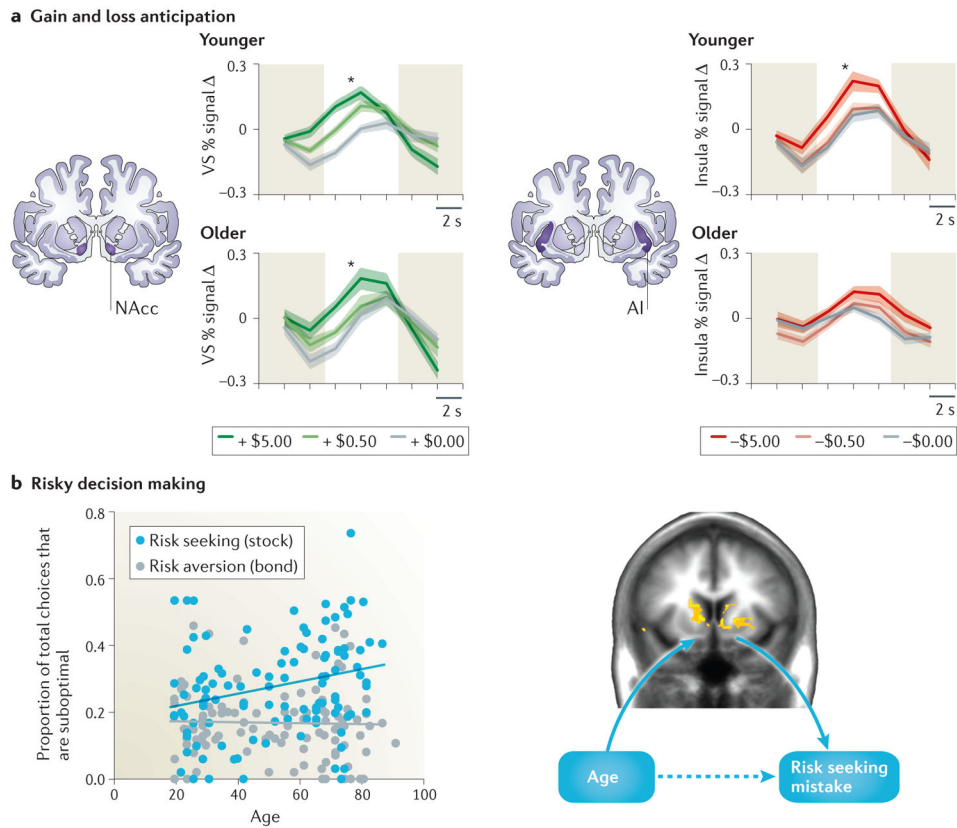 a Gain and loss anticipation
Younger
0.3
0
−0.3
VS % signal Δ
*
2 s
NAcc
Older
0.3
0
−0.3
VS % signal Δ
*
2 s
+ $5.00 + $0.50 + $0.00
Younger
0.3
0
−0.3
Insula % signal Δ
*
2 s
AI
Older
0.3
0
−0.3
Insula % signal Δ
2 s
−$5.00 −$0.50 −$0.00
b Risky decision making
Proportion of total choices that
are suboptimal
0.8
0.6
0.4
0.2
0.0
Risk seeking (stock)
Risk aversion (bond)
0 20 40 60 80 100
Age
Age
Risk seeking
mistake